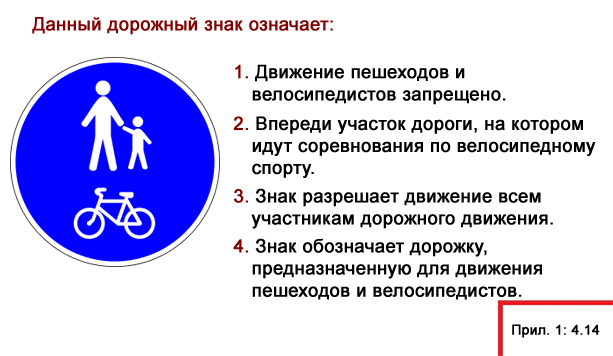 Данный дорожный знак означает:
1. Движение пешеходов и
велосипедистов запрещено.
2. Впереди участок дороги, на котором
идут соревнования по велосипедному
спорту.
3. Знак разрешает движение всем
участникам дорожного движения.
4. Знак обозначает дорожку,
предназначенную для движения
пешеходов и велосипедистов.
Прил. 1: 4.14